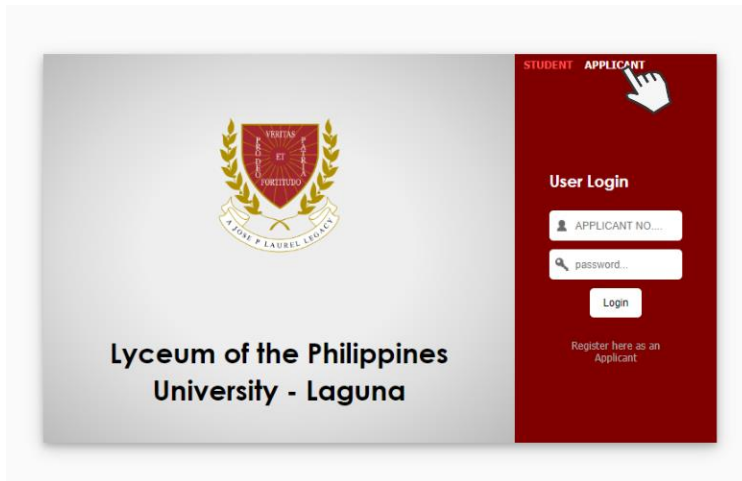 STUDENT APPLICANT
VERITAS
PRO DEO
ET
PATRIA
FORTITUDO
A JOSE P LAUREL LEGACY
User Login
APPLICANT NO....
password...
Login
Register here as an
Applicant
Lyceum of the Philippines
University - Laguna